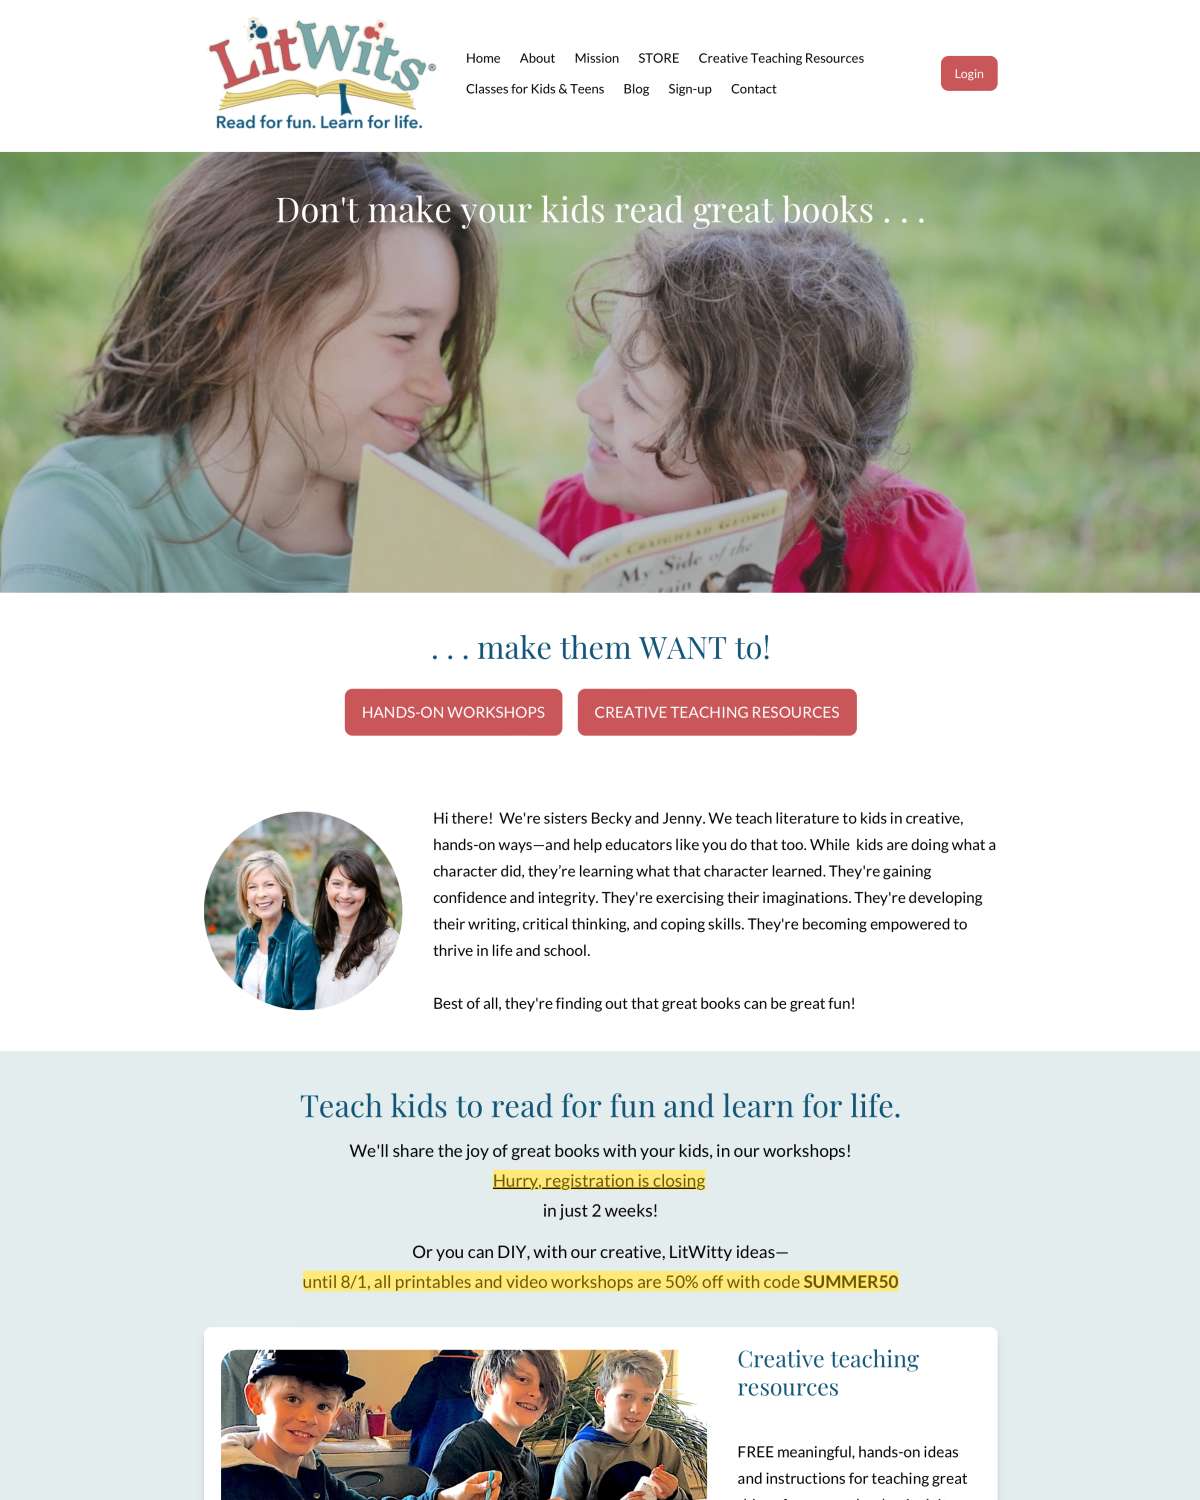 LitWits®
Read for fun. Learn for life.
Home About Mission STORE Creative Teaching Resources
Classes for Kids & Teens Blog Sign-up Contact
Login
Don't make your kids read great books . . .
CRAIGHEAD GEORGE
My Side of the
. . . make them WANT to!
HANDS-ON WORKSHOPS
CREATIVE TEACHING RESOURCES
Hi there!  We're sisters Becky and Jenny. We teach literature to kids in creative,
hands-on ways—and help educators like you do that too. While  kids are doing what a
character did, they’re learning what that character learned. They're gaining
confidence and integrity. They're exercising their imaginations. They're developing
their writing, critical thinking, and coping skills. They're becoming empowered to
thrive in life and school.
Best of all, they're finding out that great books can be great fun!
Teach kids to read for fun and learn for life.
We'll share the joy of great books with your kids, in our workshops!
Hurry, registration is closing
in just 2 weeks!
Or you can DIY, with our creative, LitWitty ideas—
until 8/1, all printables and video workshops are 50% off with code SUMMER50
Creative teaching
resources
FREE meaningful, hands-on ideas
and instructions for teaching great